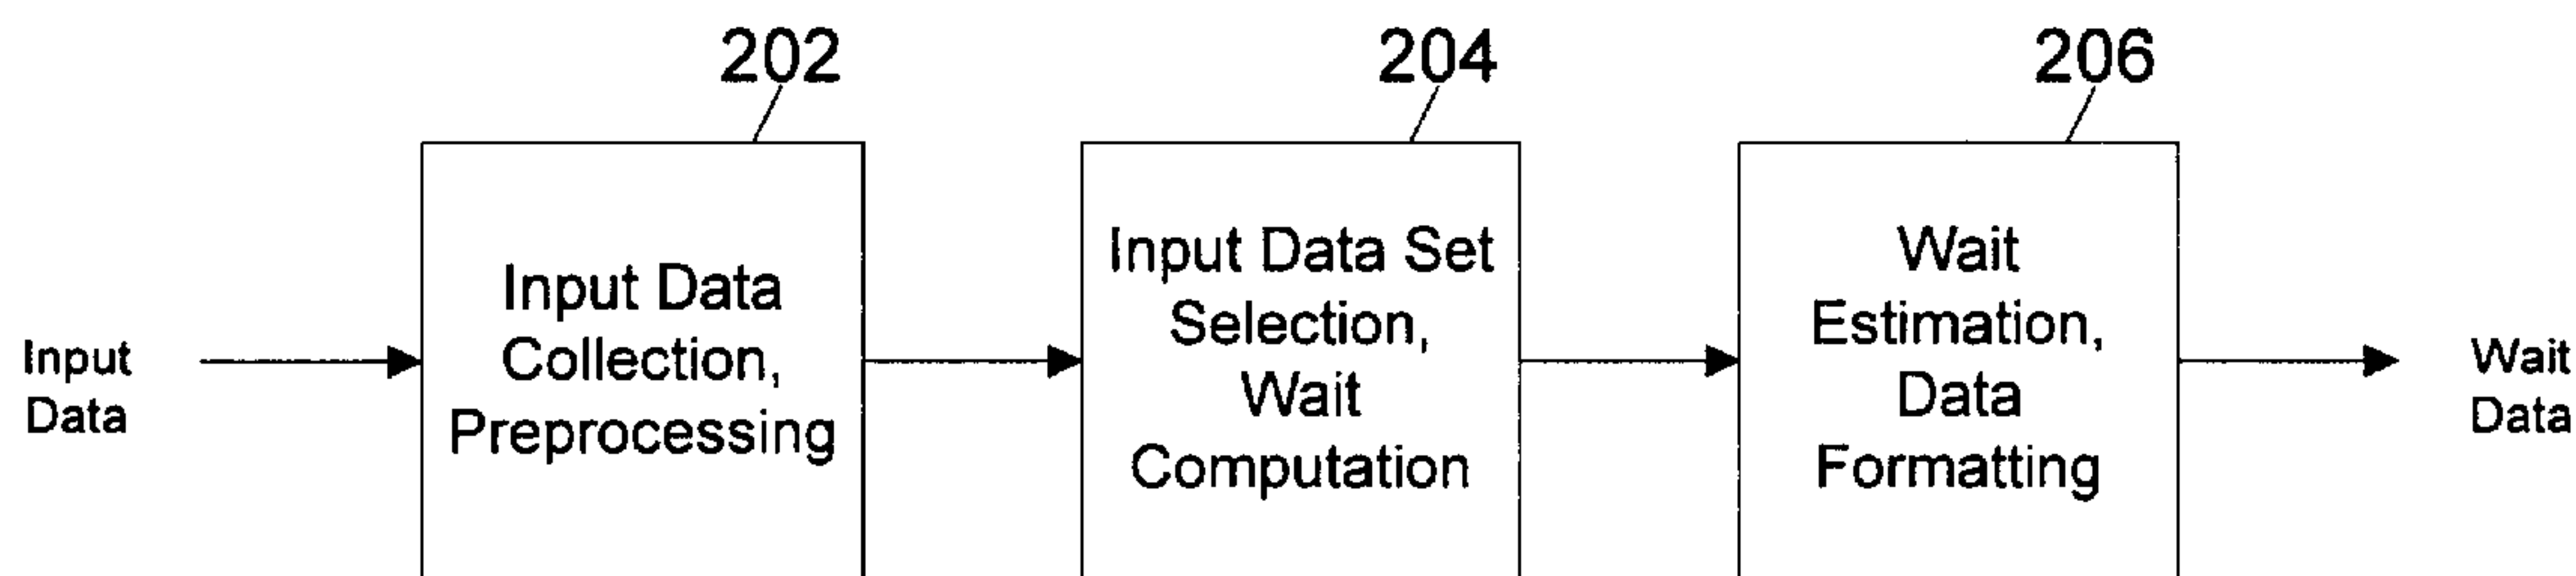 202
204
206
Input
Data
Input Data
Collection,
Preprocessing
Input Data Set
Selection,
Wait
Computation
Wait
Estimation,
Data
Formatting
Wait
Data